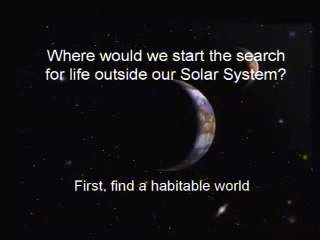 Where would we start the search
for life outside our Solar System?
First, find a habitable world